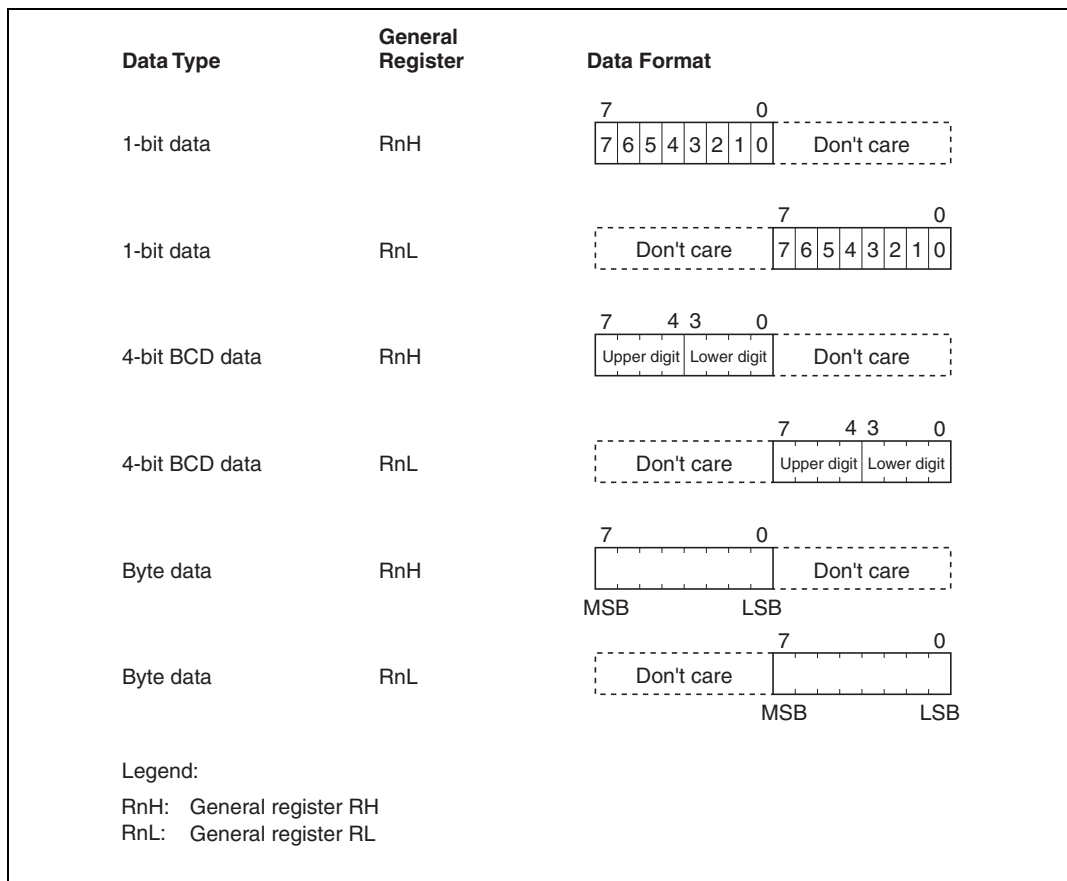 General
Data Type Register Data Format
7 0
1-bit data RnH 7 6 5 4 3 2 1 0 Don't care
7 0
1-bit data RnL Don't care 7 6 5 4 3 2 1 0
7 4 3 0
4-bit BCD data RnH Upper digit Lower digit Don't care
7 4 3 0
4-bit BCD data RnL Don't care Upper digit Lower digit
7 0
Byte data RnH Don't care
MSB LSB
7 0
Byte data RnL Don't care
MSB LSB
Legend:
RnH: General register RH
RnL: General register RL